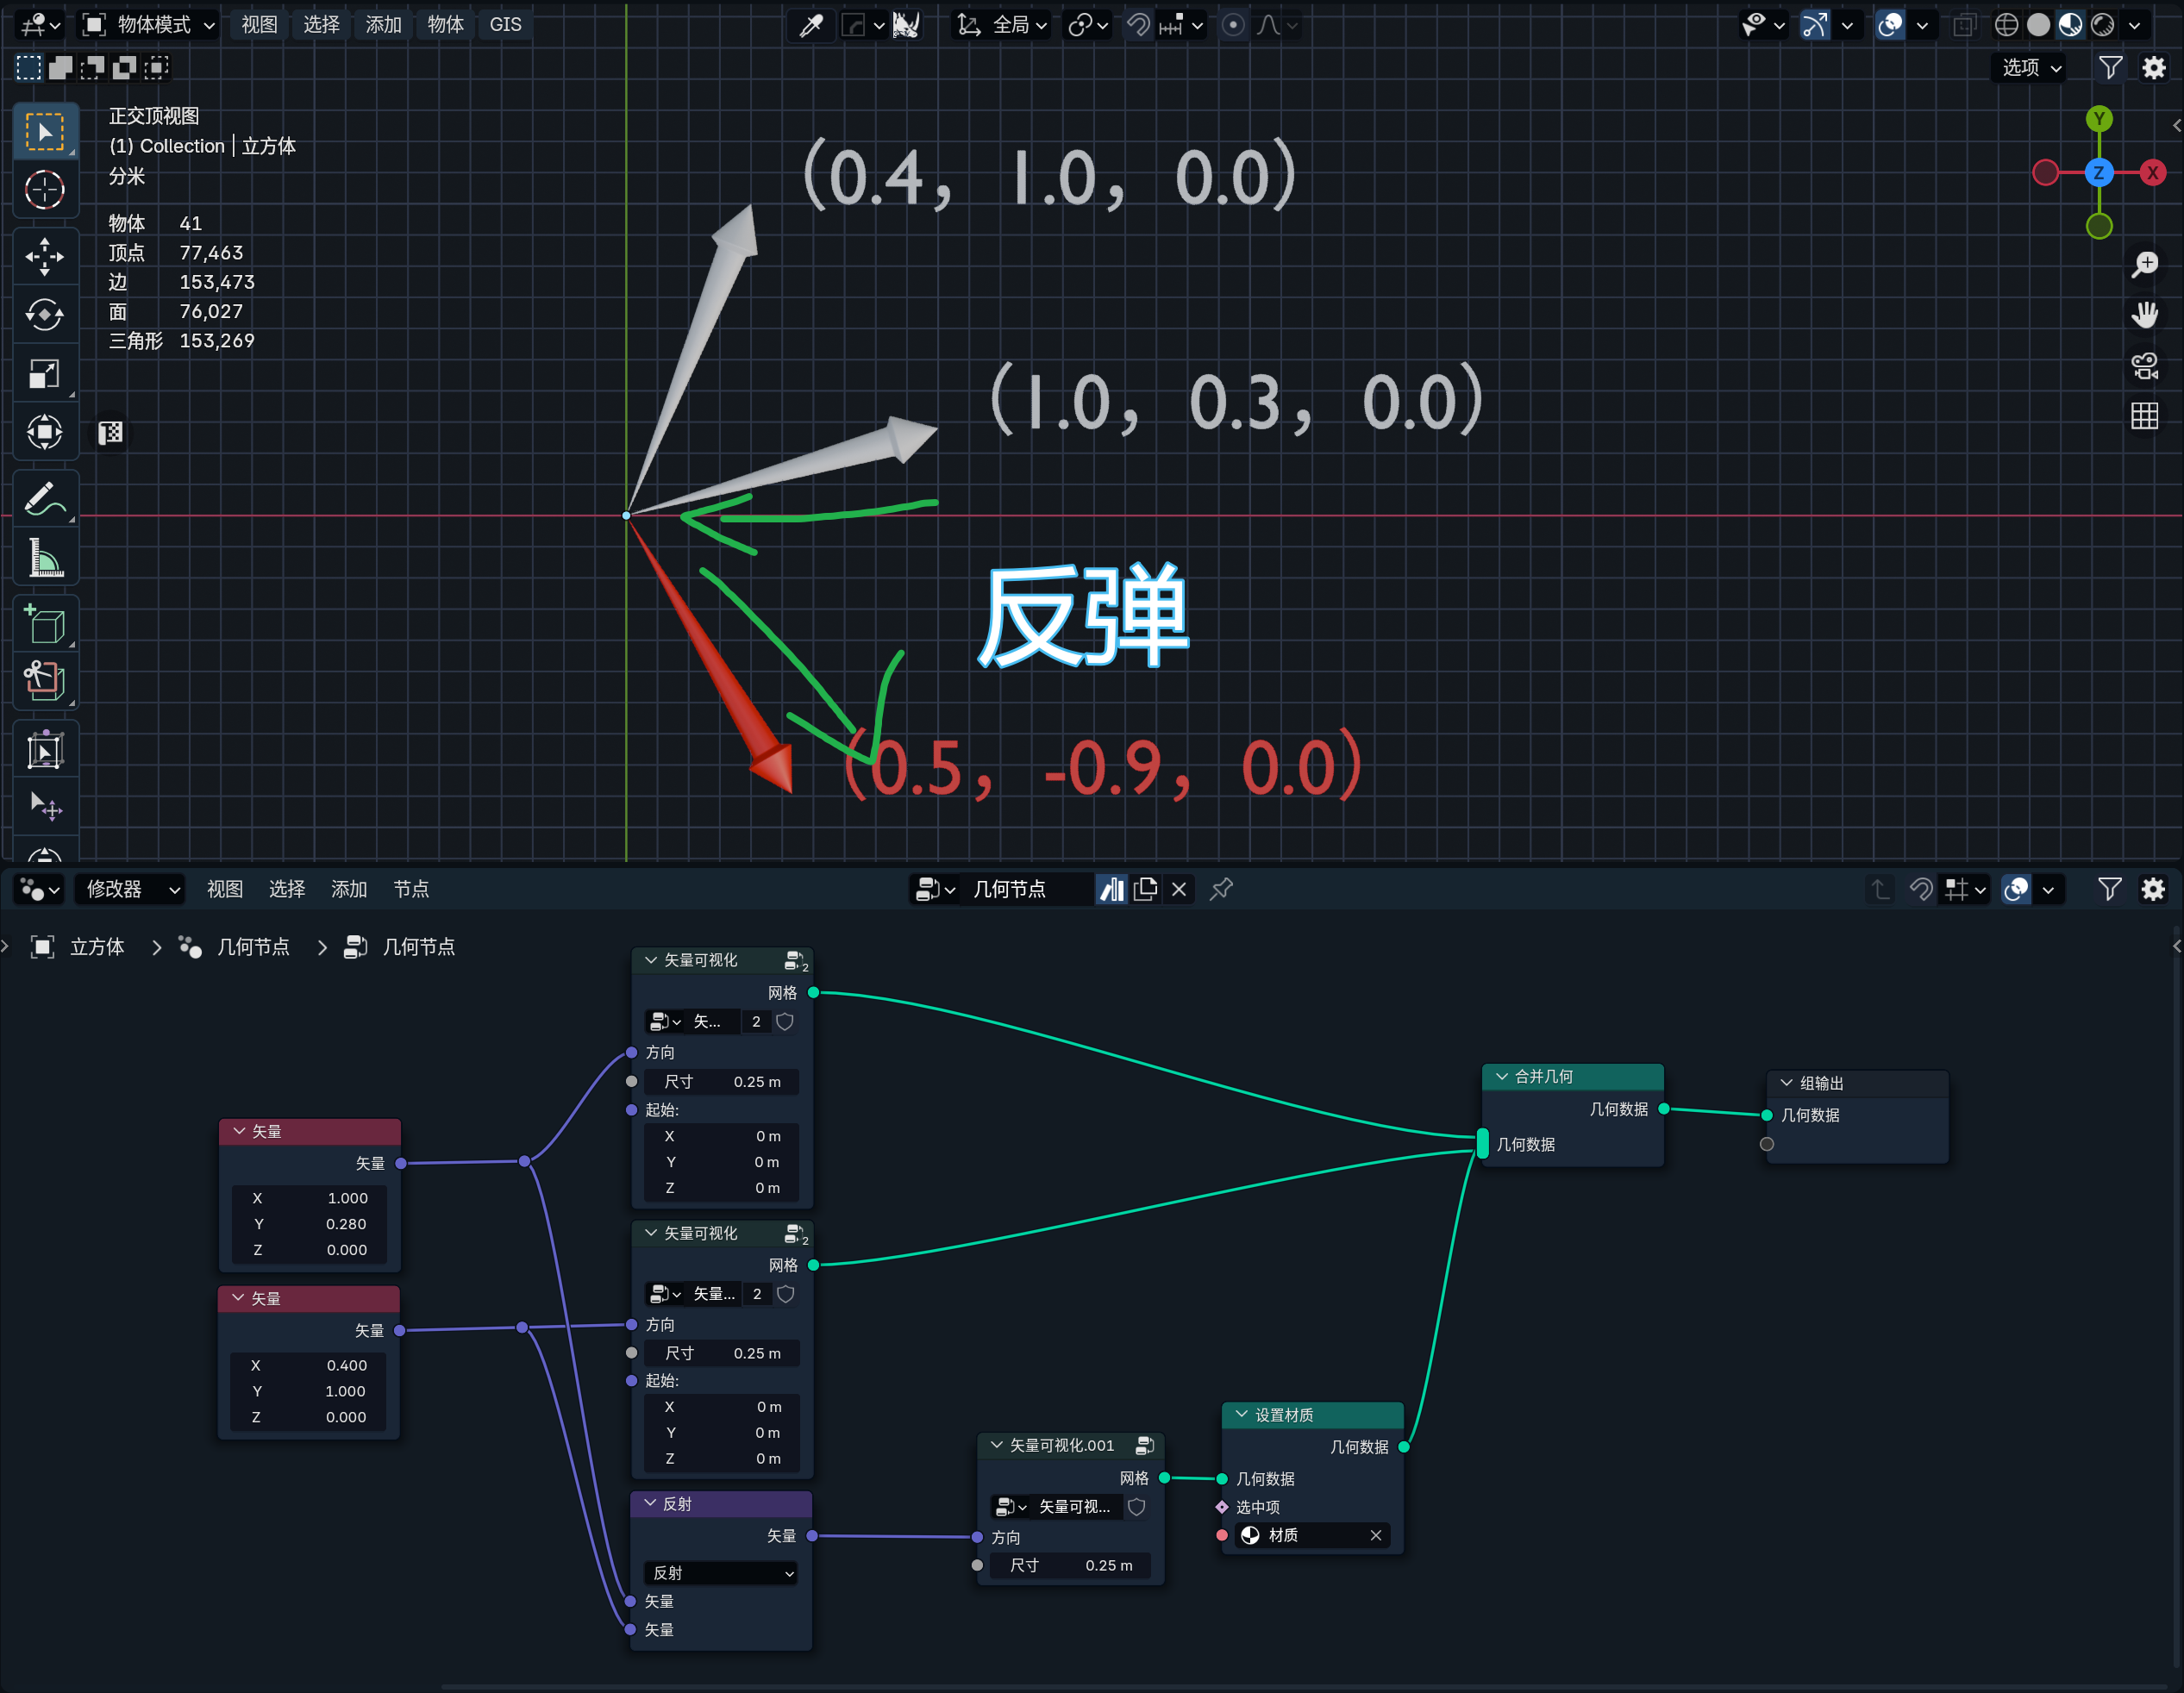 物体模式 视图 选择 添加 物体 GIS 全局
选项
正交顶视图
(1) Collection | 立方体
分米
物体 41
顶点 77,463
边 153,473
面 76,027
三角形 153,269
Y
Z X
(0.4, 1.0, 0.0)
(1.0, 0.3, 0.0)
反弹
(0.5, -0.9, 0.0)
修改器 视图 选择 添加 节点 几何节点
立方体 几何节点 几何节点
矢量
矢量
X 1.000
Y 0.280
Z 0.000
矢量
矢量
X 0.400
Y 1.000
Z 0.000
矢量可视化 2
网格
矢... 2
方向
尺寸 0.25 m
起始:
X 0 m
Y 0 m
Z 0 m
矢量可视化 2
网格
矢量... 2
方向
尺寸 0.25 m
起始:
X 0 m
Y 0 m
Z 0 m
反射
矢量
反射
矢量
矢量
矢量可视化.001
网格
矢量可视...
方向
尺寸 0.25 m
设置材质
几何数据
几何数据
选中项
材质
合并几何
几何数据
几何数据
组输出
几何数据